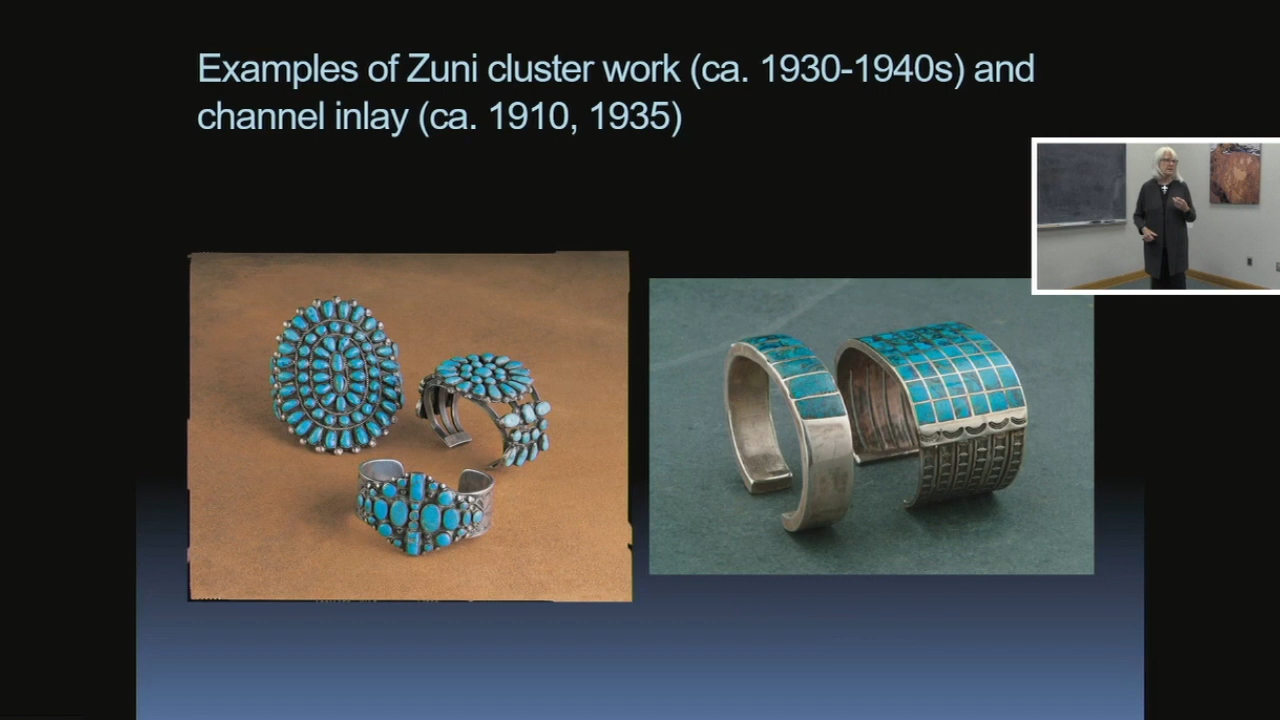 Examples of Zuni cluster work (ca. 1930-1940s) and
channel inlay (ca. 1910, 1935)